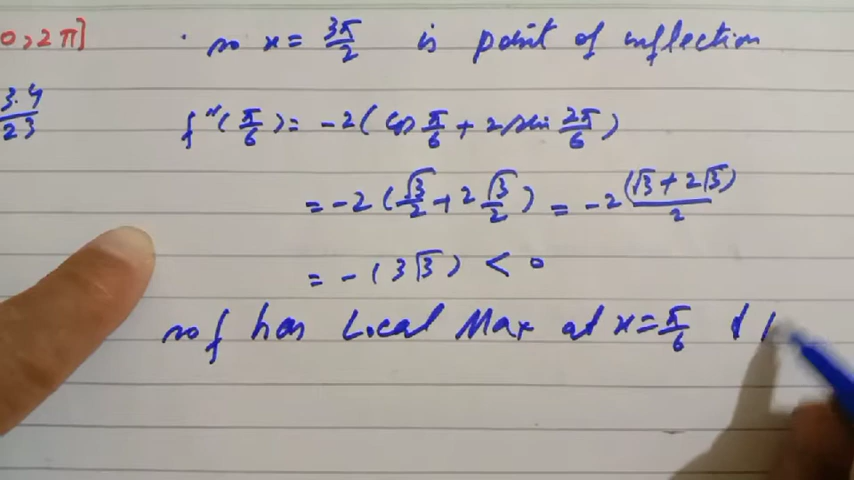 0, 2π]
· so x = 3π/2 is point of inflection
3.4/23
f''(π/6) = -2(cos π/6 + 2 sin 2π/6)
= -2(√3/2 + 2 √3/2) = -2 (√3 + 2√3)/2
= -(3√3) < 0
so f has Local Max at x = π/6 &